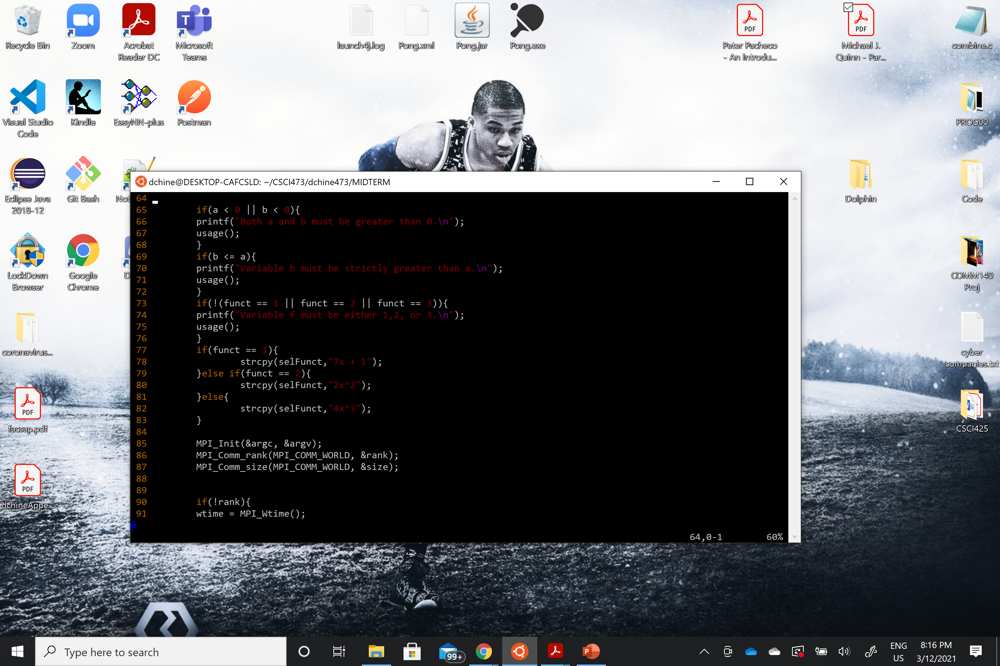 Recycle Bin
Zoom
Acrobat
Reader DC
Microsoft
Teams
launch4j.log
Pong.xml
Pong.jar
Pong.exe
PDF
Peter Pacheco
- An Introdu...
PDF
Michael J.
Quinn - Par...
combine.c
Visual Studio
Code
Kindle
EasyNN-plus
Postman
PROG00
Eclipse Java
2018-12
Git Bash
Not
Dolphin
Code
LockDown
Browser
Google
Chrome
D
COMM140
Proj
coronavirus...
cyber
companies.txt
PDF
facsap.pdf
CSCI425
PDF
dchineAppe...
dchine@DESKTOP-CAFCSLD: ~/CSCI473/dchine473/MIDTERM
64
65 if(a < 0 || b < 0){
66 printf("Both a and b must be greater than 0.\n");
67 usage();
68 }
69 if(b <= a){
70 printf("Variable b must be strictly greater than a.\n");
71 usage();
72 }
73 if(!(funct == 1 || funct == 2 || funct == 3)){
74 printf("Variable f must be either 1,2, or 3.\n");
75 usage();
76 }
77 if(funct == 1){
78 strcpy(selFunct,"7x + 1");
79 }else if(funct == 2){
80 strcpy(selFunct,"2x^2");
81 }else{
82 strcpy(selFunct,"4x^3");
83 }
84
85 MPI_Init(&argc, &argv);
86 MPI_Comm_rank(MPI_COMM_WORLD, &rank);
87 MPI_Comm_size(MPI_COMM_WORLD, &size);
88
89
90 if(!rank){
91 wtime = MPI_Wtime();
@
64,0-1 60%
Type here to search
99+
ENG
US
8:16 PM
3/12/2021